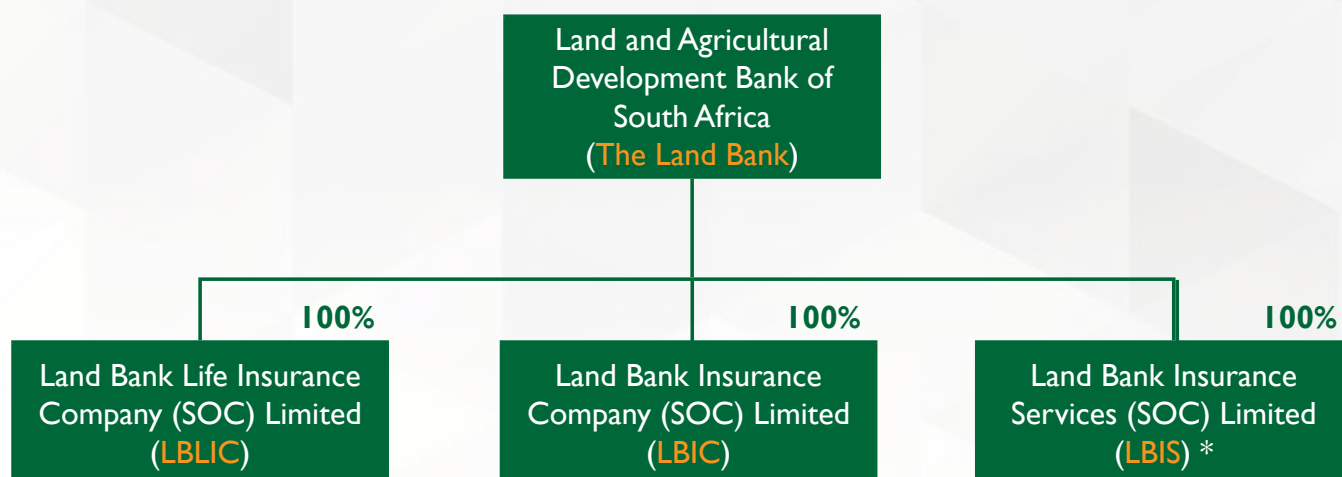 Land and Agricultural
Development Bank of
South Africa
(The Land Bank)
100%
100%
100%
Land Bank Life Insurance
Company (SOC) Limited
(LBLIC)
Land Bank Insurance
Company (SOC) Limited
(LBIC)
Land Bank Insurance
Services (SOC) Limited
(LBIS) *